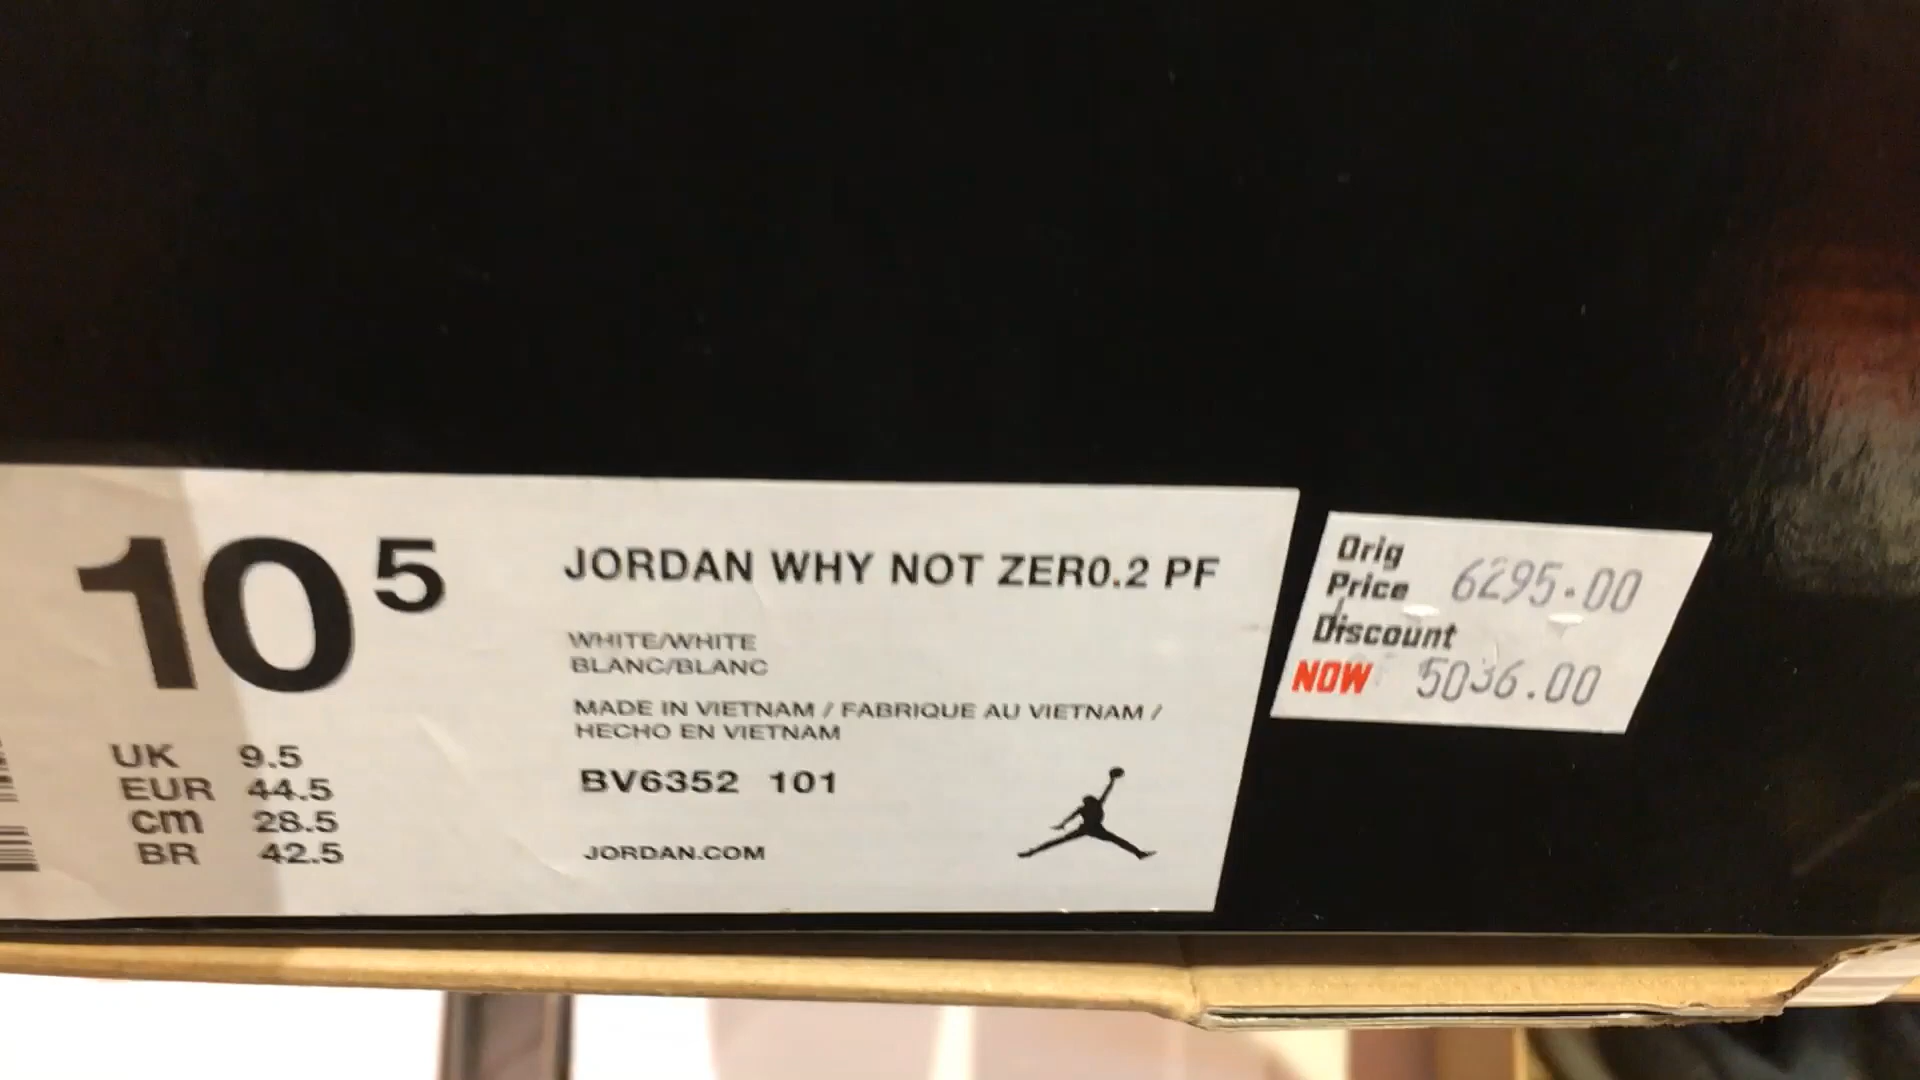 10 5
UK 9.5
EUR 44.5
cm 28.5
BR 42.5
JORDAN WHY NOT ZER0.2 PF
WHITE/WHITE
BLANC/BLANC
MADE IN VIETNAM / FABRIQUE AU VIETNAM /
HECHO EN VIETNAM
BV6352 101
JORDAN.COM
Orig
Price 6295.00
Discount
NOW 5036.00